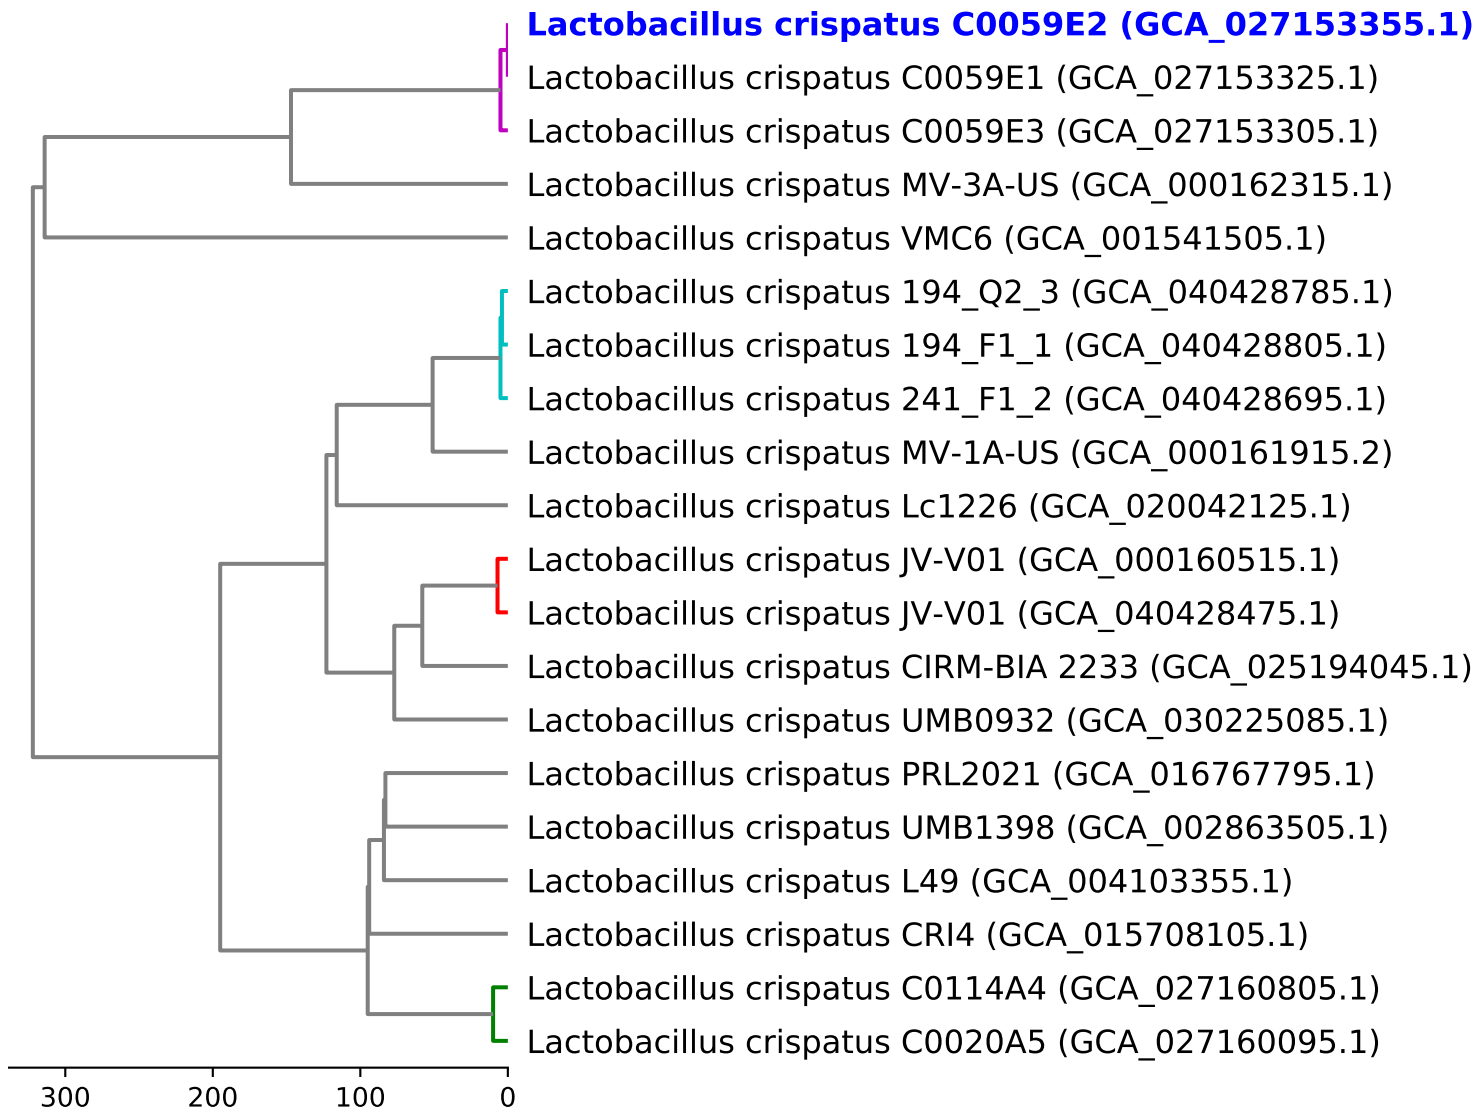 Lactobacillus crispatus C0059E2 (GCA_027153355.1)
Lactobacillus crispatus C0059E1 (GCA_027153325.1)
Lactobacillus crispatus C0059E3 (GCA_027153305.1)
Lactobacillus crispatus MV-3A-US (GCA_000162315.1)
Lactobacillus crispatus VMC6 (GCA_001541505.1)
Lactobacillus crispatus 194_Q2_3 (GCA_040428785.1)
Lactobacillus crispatus 194_F1_1 (GCA_040428805.1)
Lactobacillus crispatus 241_F1_2 (GCA_040428695.1)
Lactobacillus crispatus MV-1A-US (GCA_000161915.2)
Lactobacillus crispatus Lc1226 (GCA_020042125.1)
Lactobacillus crispatus JV-V01 (GCA_000160515.1)
Lactobacillus crispatus JV-V01 (GCA_040428475.1)
Lactobacillus crispatus CIRM-BIA 2233 (GCA_025194045.1)
Lactobacillus crispatus UMB0932 (GCA_030225085.1)
Lactobacillus crispatus PRL2021 (GCA_016767795.1)
Lactobacillus crispatus UMB1398 (GCA_002863505.1)
Lactobacillus crispatus L49 (GCA_004103355.1)
Lactobacillus crispatus CRI4 (GCA_015708105.1)
Lactobacillus crispatus C0114A4 (GCA_027160805.1)
Lactobacillus crispatus C0020A5 (GCA_027160095.1)
300 200 100 0